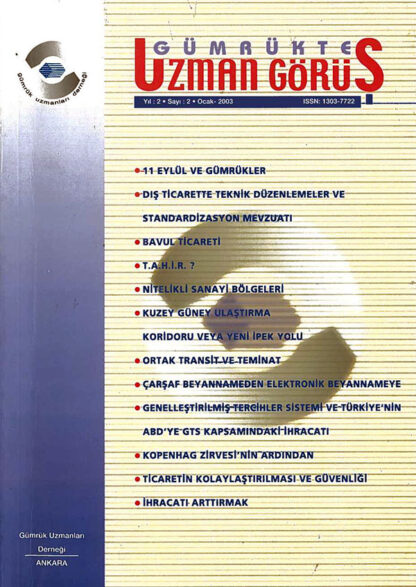 gümrük uzmanları derneği
GÜMRÜKTE
UZMAN GÖRÜŞ
Yıl : 2 • Sayı : 2 • Ocak- 2003 ISSN: 1303-7722
• 11 EYLÜL VE GÜMRÜKLER
• DIŞ TİCARETTE TEKNİK DÜZENLEMELER VE
STANDARDİZASYON MEVZUATI
• BAVUL TİCARETİ
• T.A.H.İ.R. ?
• NİTELİKLİ SANAYİ BÖLGELERİ
• KUZEY GÜNEY ULAŞTIRMA
KORİDORU VEYA YENİ İPEK YOLU
• ORTAK TRANSİT VE TEMİNAT
• ÇARŞAF BEYANNAMEDEN ELEKTRONİK BEYANNAMEYE
• GENELLEŞTİRİLMİŞ TERCİHLER SİSTEMİ VE TÜRKİYE'NİN
ABD'YE GTS KAPSAMINDAKİ İHRACATI
• KOPENHAG ZİRVESİ'NİN ARDINDAN
• TİCARETİN KOLAYLAŞTIRILMASI VE GÜVENLİĞİ
• İHRACATI ARTTIRMAK
Gümrük Uzmanları
Derneği
ANKARA